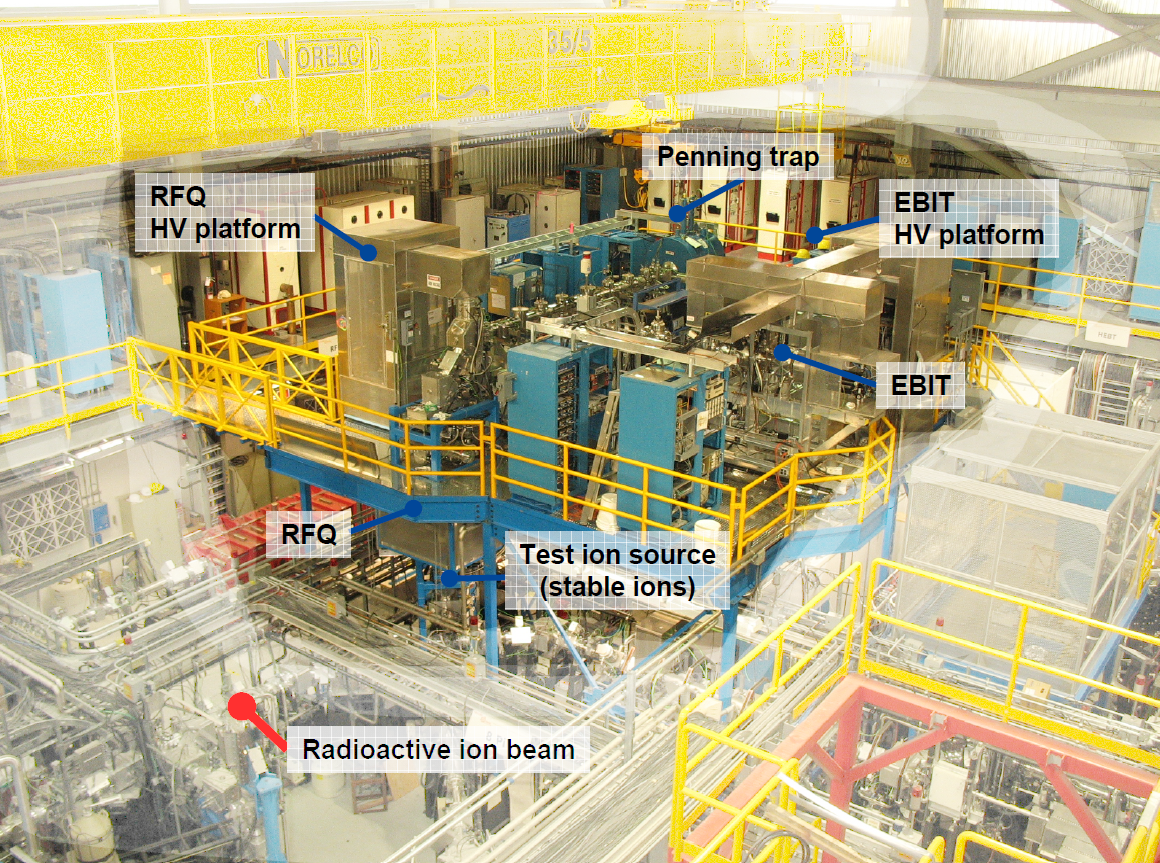 NORELCO
35/5
Penning trap
RFQ
HV platform
EBIT
HV platform
HEBT
EBIT
RFQ
Test ion source
(stable ions)
Radioactive ion beam